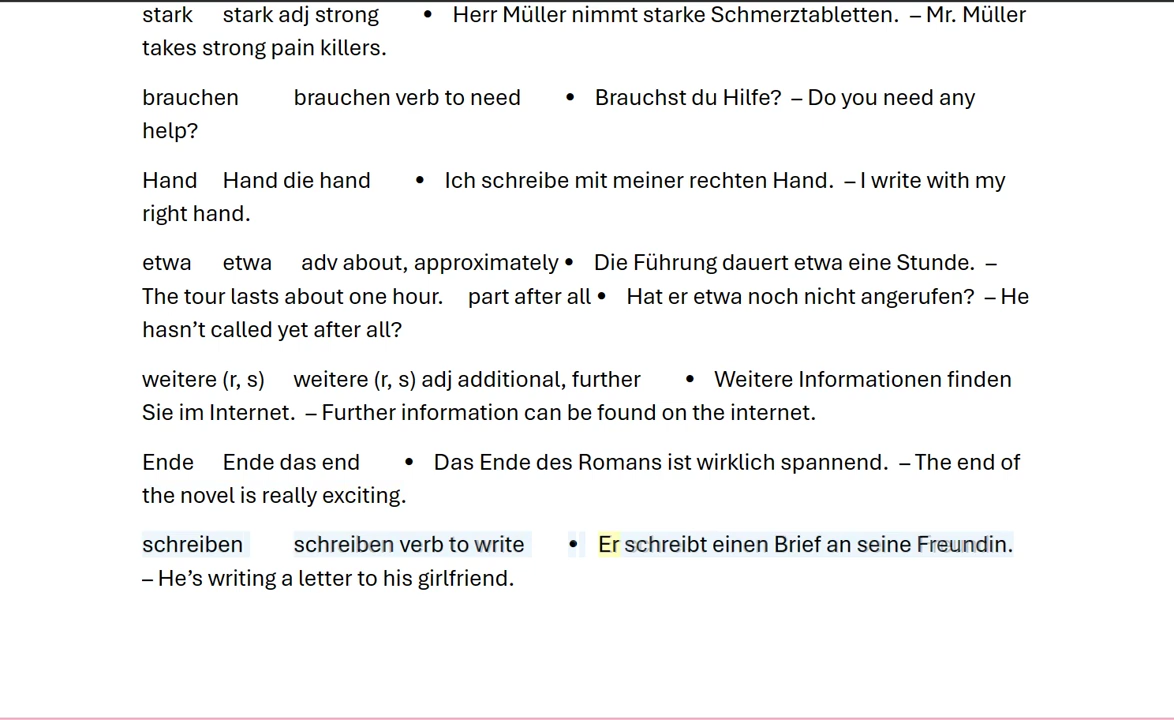 stark stark adj strong • Herr Müller nimmt starke Schmerztabletten. – Mr. Müller
takes strong pain killers.
brauchen brauchen verb to need • Brauchst du Hilfe? – Do you need any
help?
Hand Hand die hand • Ich schreibe mit meiner rechten Hand. – I write with my
right hand.
etwa etwa adv about, approximately • Die Führung dauert etwa eine Stunde. –
The tour lasts about one hour. part after all • Hat er etwa noch nicht angerufen? – He
hasn’t called yet after all?
weitere (r, s) weitere (r, s) adj additional, further • Weitere Informationen finden
Sie im Internet. – Further information can be found on the internet.
Ende Ende das end • Das Ende des Romans ist wirklich spannend. – The end of
the novel is really exciting.
schreiben schreiben verb to write • Er schreibt einen Brief an seine Freundin.
– He’s writing a letter to his girlfriend.